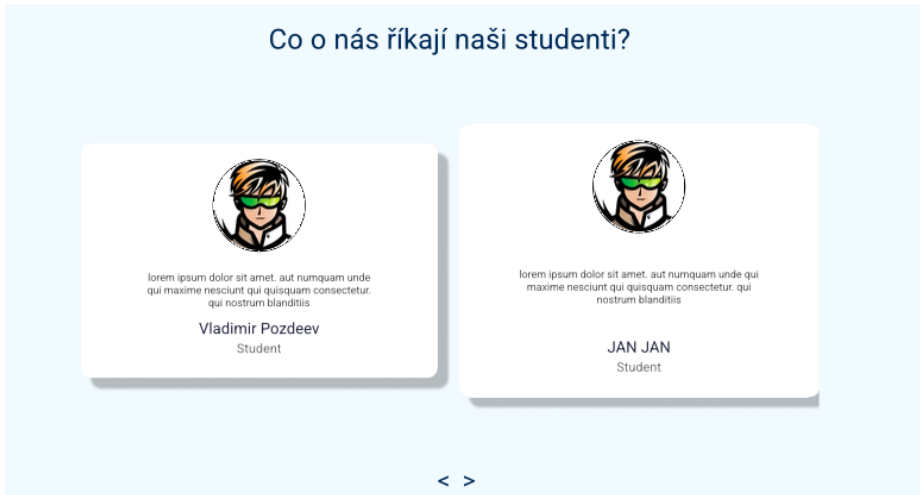 Co o nás říkají naši studenti?
lorem ipsum dolor sit amet. aut numquam unde
qui maxime nesciunt qui quisquam consectetur.
qui nostrum blanditiis
Vladimir Pozdeev
Student
lorem ipsum dolor sit amet. aut numquam unde qui
maxime nesciunt qui quisquam consectetur. qui
nostrum blanditiis
JAN JAN
Student
< >